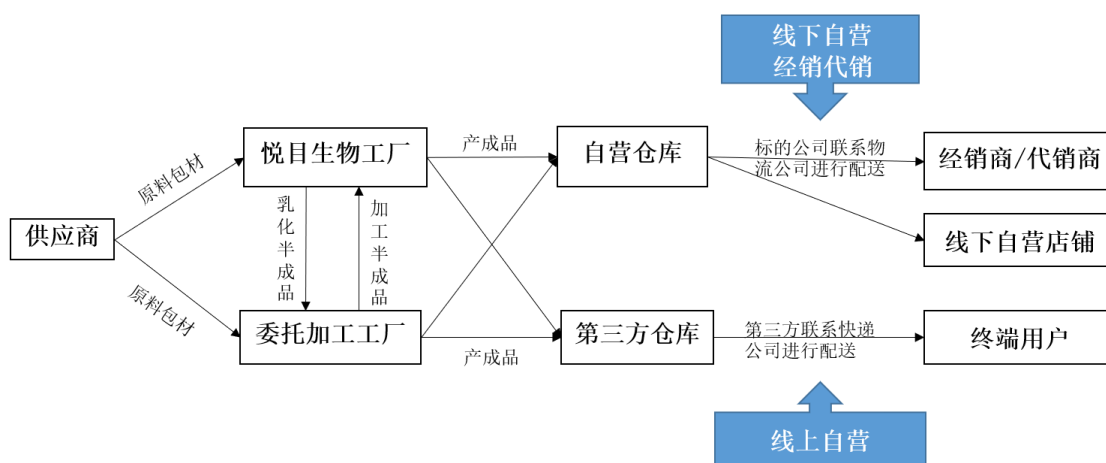 线下自营
经销代销
悦目生物工厂
产成品
自营仓库
标的公司联系物
流公司进行配送
经销商/代销商
原料包材
乳化半成品
加工半成品
供应商
线下自营店铺
原料包材
委托加工工厂
产成品
第三方仓库
第三方联系快递
公司进行配送
终端用户
线上自营